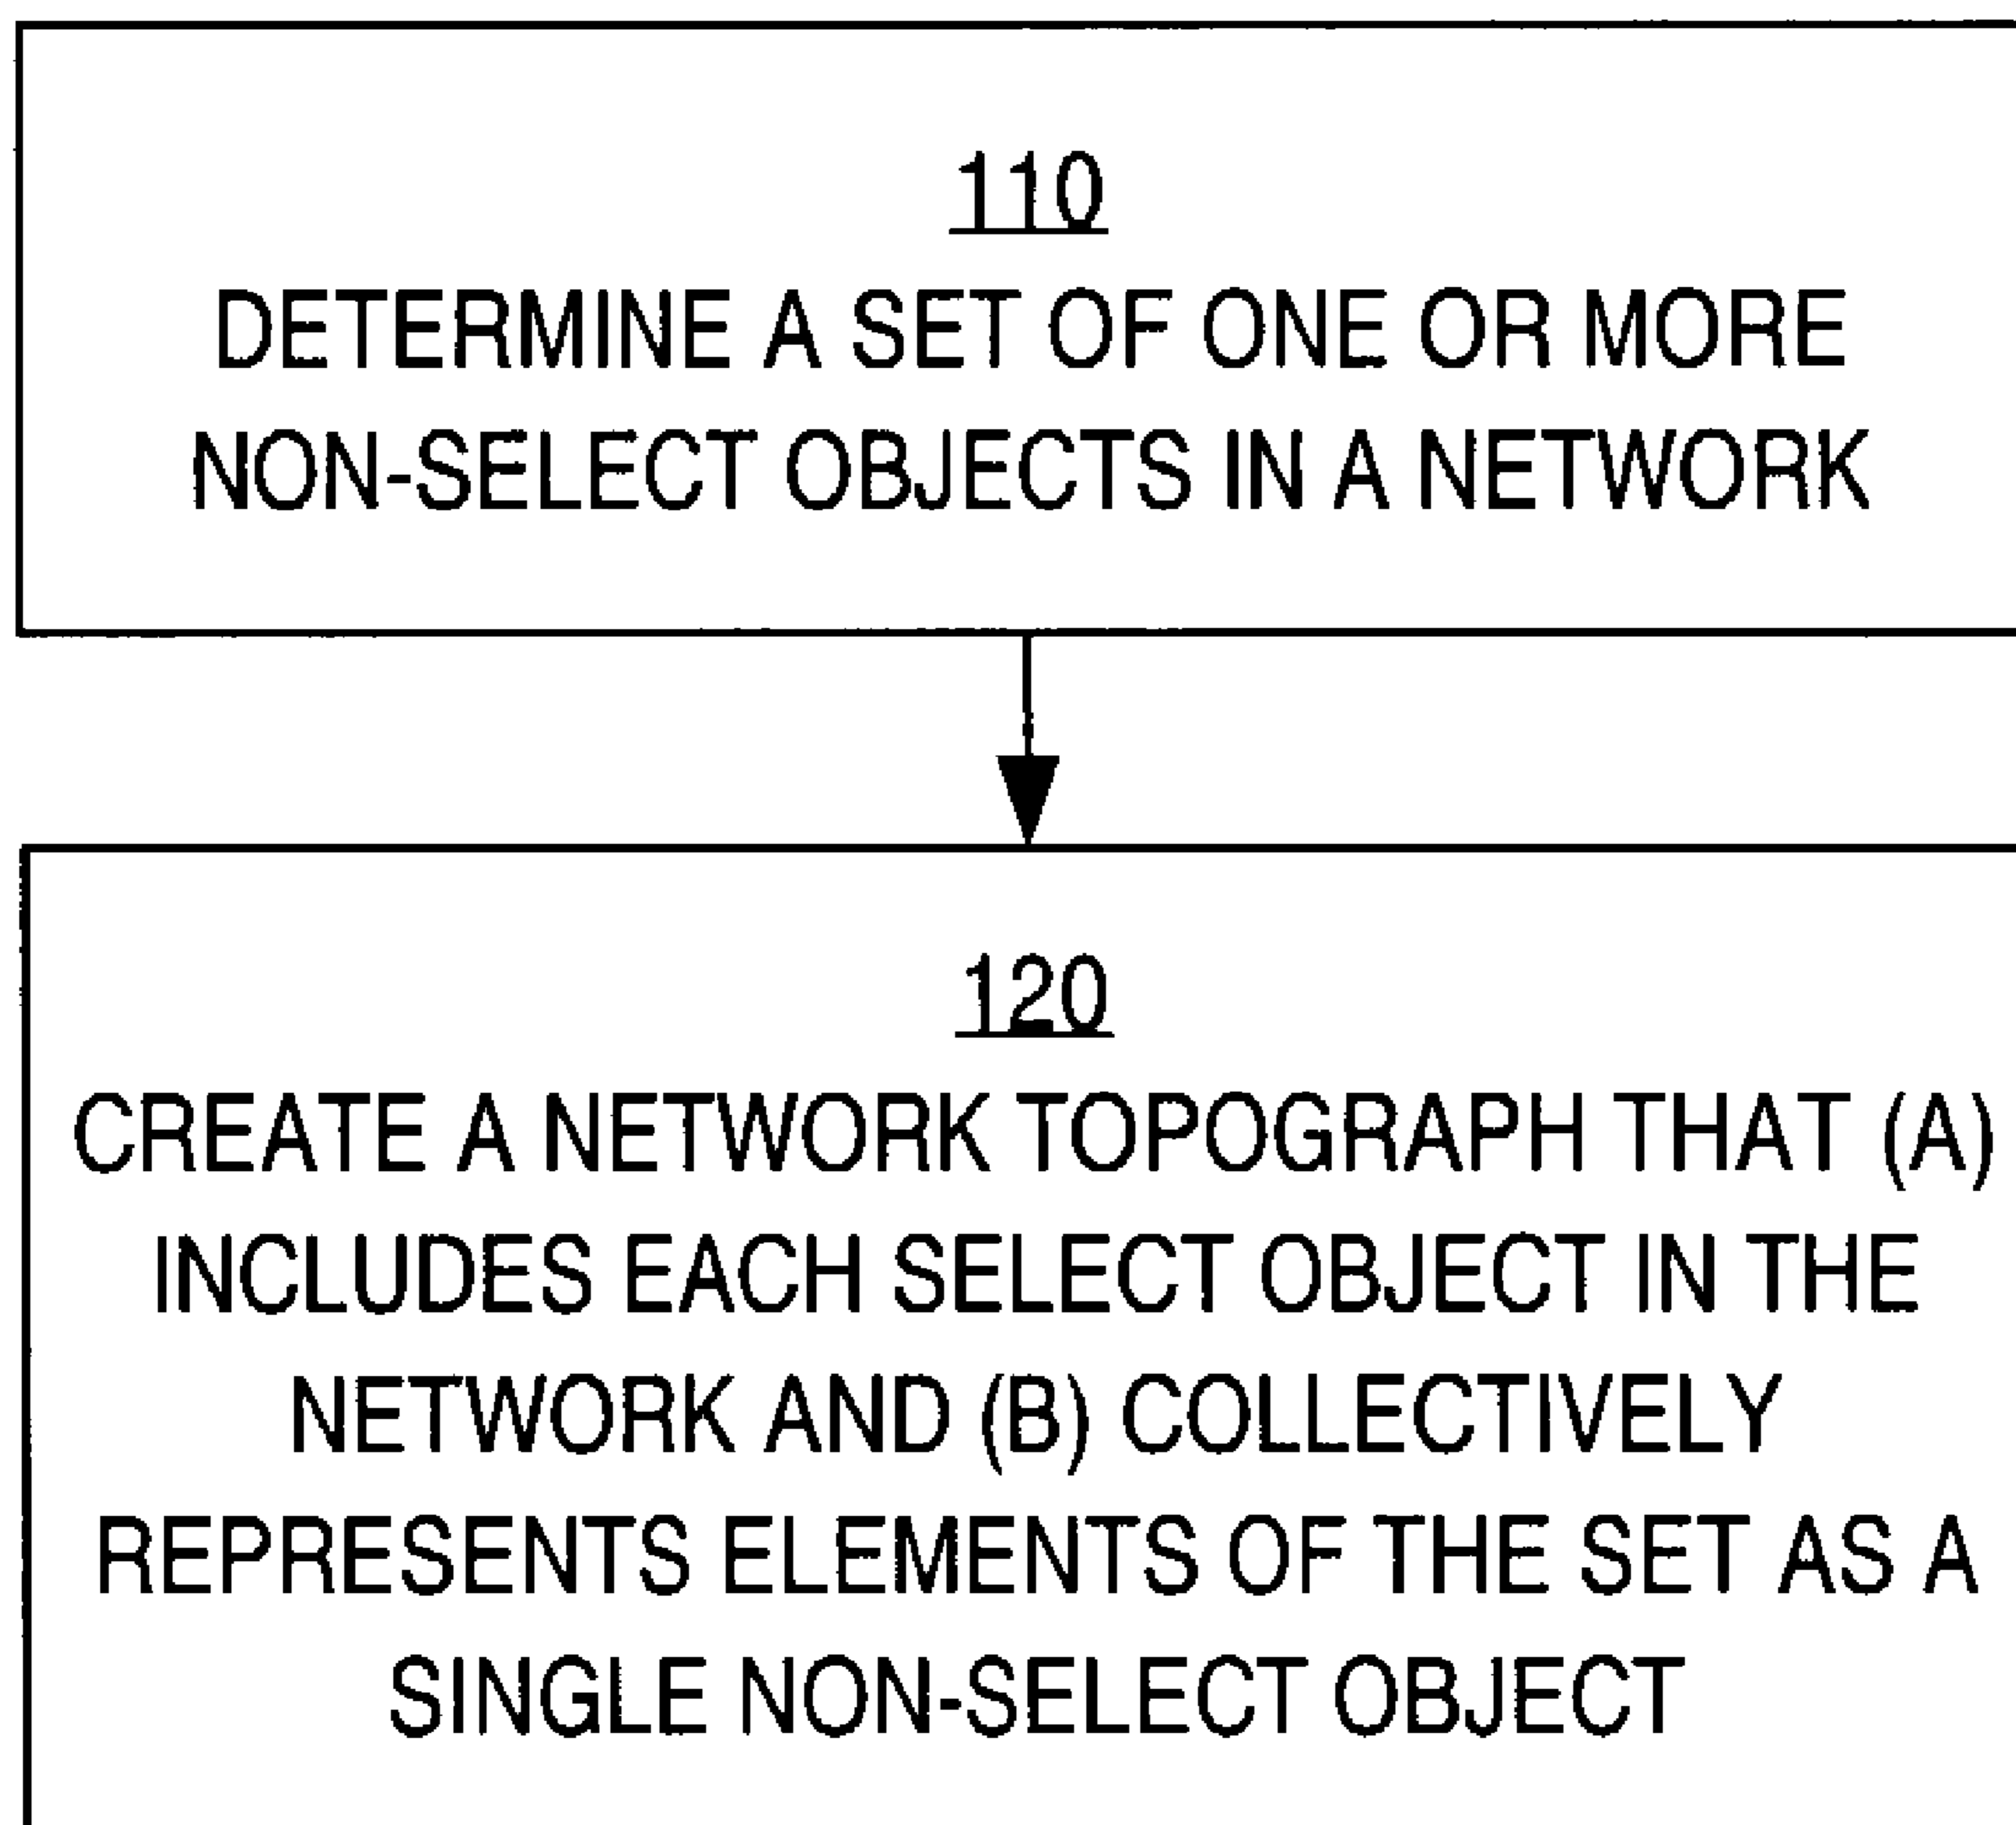 110
DETERMINE A SET OF ONE OR MORE
NON-SELECT OBJECTS IN A NETWORK
120
CREATE A NETWORK TOPOGRAPH THAT (A)
INCLUDES EACH SELECT OBJECT IN THE
NETWORK AND (B) COLLECTIVELY
REPRESENTS ELEMENTS OF THE SET AS A
SINGLE NON-SELECT OBJECT